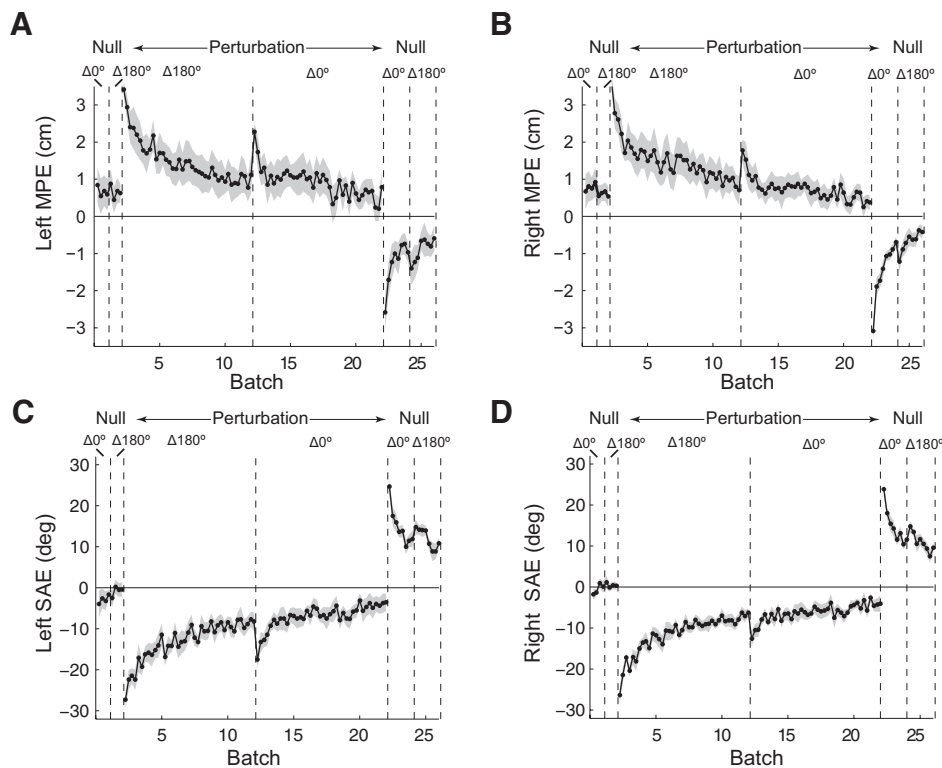 A
Null Perturbation Null
Δ0º Δ180º Δ180º Δ0º Δ0º Δ180º
Left MPE (cm)
3
2
1
0
−1
−2
−3
5 10 15 20 25
Batch
B
Null Perturbation Null
Δ0º Δ180º Δ180º Δ0º Δ0º Δ180º
Right MPE (cm)
3
2
1
0
−1
−2
−3
5 10 15 20 25
Batch
C
Null Perturbation Null
Δ0º Δ180º Δ180º Δ0º Δ0º Δ180º
Left SAE (deg)
30
20
10
0
−10
−20
−30
5 10 15 20 25
Batch
D
Null Perturbation Null
Δ0º Δ180º Δ180º Δ0º Δ0º Δ180º
Right SAE (deg)
30
20
10
0
−10
−20
−30
5 10 15 20 25
Batch